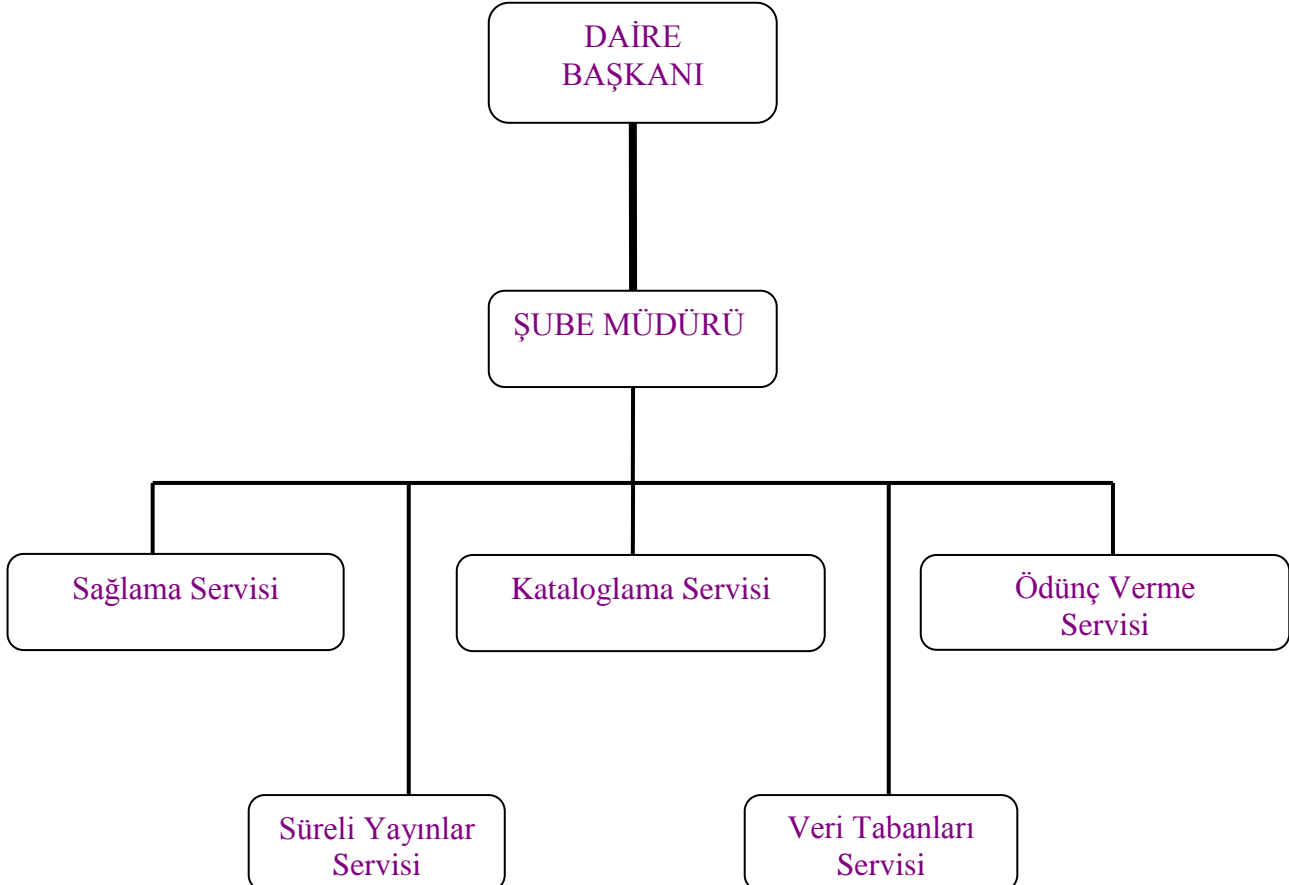 DAİRE
BAŞKANI
ŞUBE MÜDÜRÜ
Sağlama Servisi
Kataloglama Servisi
Ödünç Verme
Servisi
Süreli Yayınlar
Servisi
Veri Tabanları
Servisi